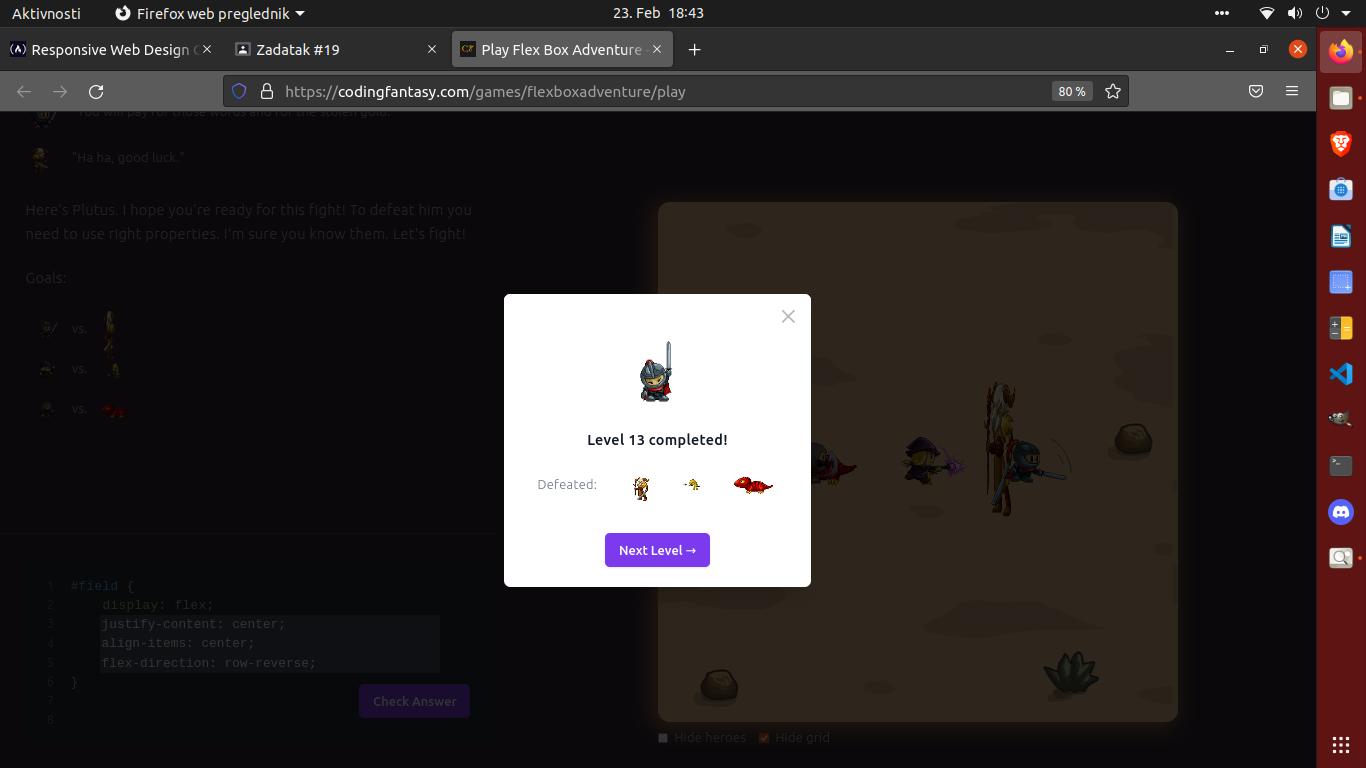 Aktivnosti
Firefox web preglednik
23. Feb 18:43
Responsive Web Design
Zadatak #19
Play Flex Box Adventure
https://codingfantasy.com/games/flexboxadventure/play
80 %
"You will pay for those words and for the stolen gold."
"Ha ha, good luck."
Here's Plutus. I hope you're ready for this fight! To defeat him you
need to use right properties. I'm sure you know them. Let's fight!
Goals:
vs.
vs.
vs.
Level 13 completed!
Defeated:
Next Level →
1 #field {
2 display: flex;
3 justify-content: center;
4 align-items: center;
5 flex-direction: row-reverse;
6 }
7
8
Check Answer
Hide heroes
Hide grid